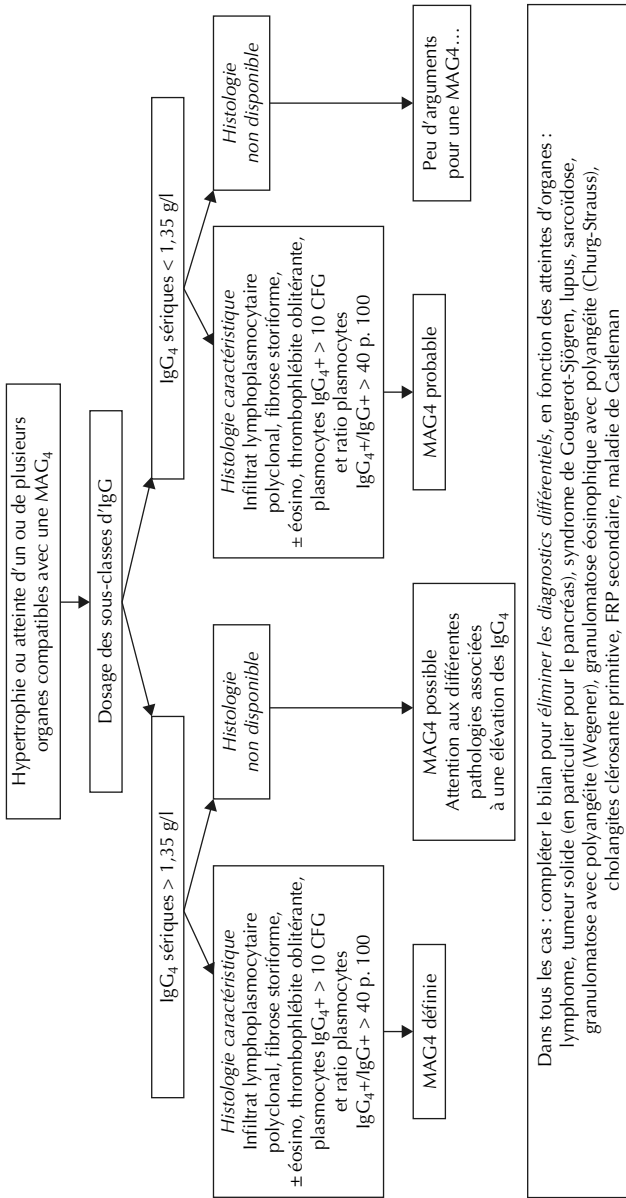 Hypertrophie ou atteinte d'un ou de plusieurs
organes compatibles avec une MAG4
Dosage des sous-classes d'IgG
IgG4 sériques > 1,35 g/l
IgG4 sériques < 1,35 g/l
Histologie caractéristique
Infiltrat lymphoplasmocytaire
polyclonal, fibrose storiforme,
± éosino, thrombophlébite oblitérante,
plasmocytes IgG4+ > 10 CFG
et ratio plasmocytes
IgG4+/IgG+ > 40 p. 100
Histologie
non disponible
Histologie caractéristique
Infiltrat lymphoplasmocytaire
polyclonal, fibrose storiforme,
± éosino, thrombophlébite oblitérante,
plasmocytes IgG4+ > 10 CFG
et ratio plasmocytes
IgG4+/IgG+ > 40 p. 100
Histologie
non disponible
MAG4 définie
MAG4 possible
Attention aux différentes
pathologies associées
à une élévation des IgG4
MAG4 probable
Peu d'arguments
pour une MAG4…
Dans tous les cas : compléter le bilan pour éliminer les diagnostics différentiels, en fonction des atteintes d'organes :
lymphome, tumeur solide (en particulier pour le pancréas), syndrome de Gougerot-Sjögren, lupus, sarcoïdose,
granulomatose avec polyangéite (Wegener), granulomatose éosinophique avec polyangéite (Churg-Strauss),
cholangites clérosante primitive, FRP secondaire, maladie de Castleman